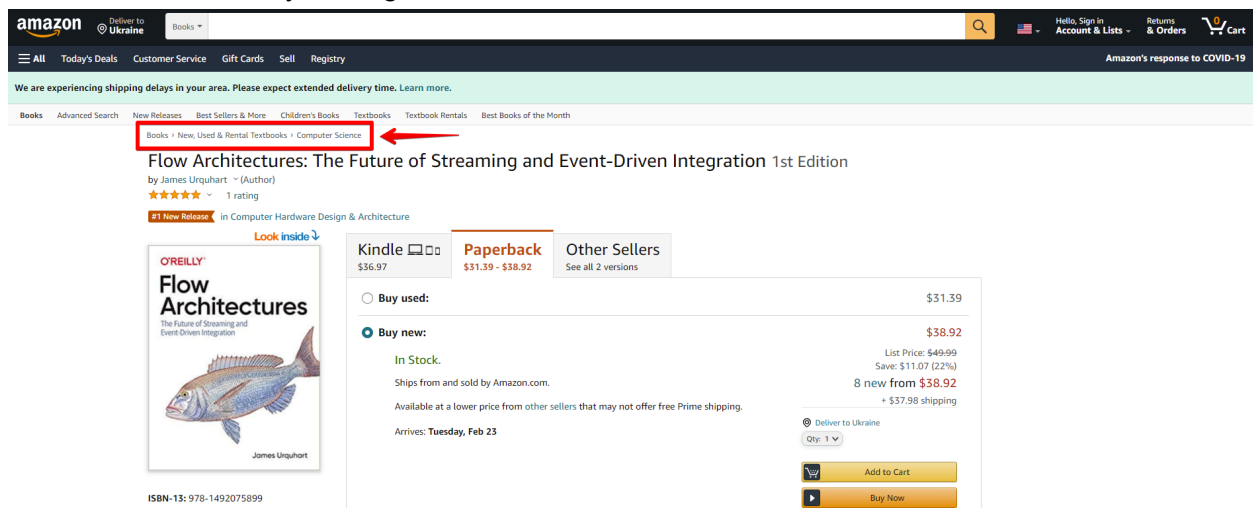 amazon
Deliver to
Ukraine
Books
Hello, Sign in
Account & Lists
Returns
& Orders
0
Cart
All Today's Deals Customer Service Gift Cards Sell Registry
Amazon's response to COVID-19
We are experiencing shipping delays in your area. Please expect extended delivery time. Learn more.
Books Advanced Search New Releases Best Sellers & More Children's Books Textbooks Textbook Rentals Best Books of the Month
Books › New, Used & Rental Textbooks › Computer Science
Flow Architectures: The Future of Streaming and Event-Driven Integration 1st Edition
by James Urquhart (Author)
1 rating
#1 New Release in Computer Hardware Design & Architecture
Look inside
O'REILLY
Flow
Architectures
The Future of Streaming and
Event-Driven Integration
James Urquhart
ISBN-13: 978-1492075899
Kindle
$36.97
Paperback
$31.39 - $38.92
Other Sellers
See all 2 versions
Buy used: $31.39
Buy new: $38.92
In Stock.
Ships from and sold by Amazon.com.
Available at a lower price from other sellers that may not offer free Prime shipping.
Arrives: Tuesday, Feb 23
List Price: $49.99
Save: $11.07 (22%)
8 new from $38.92
+ $37.98 shipping
Deliver to Ukraine
Qty: 1
Add to Cart
Buy Now